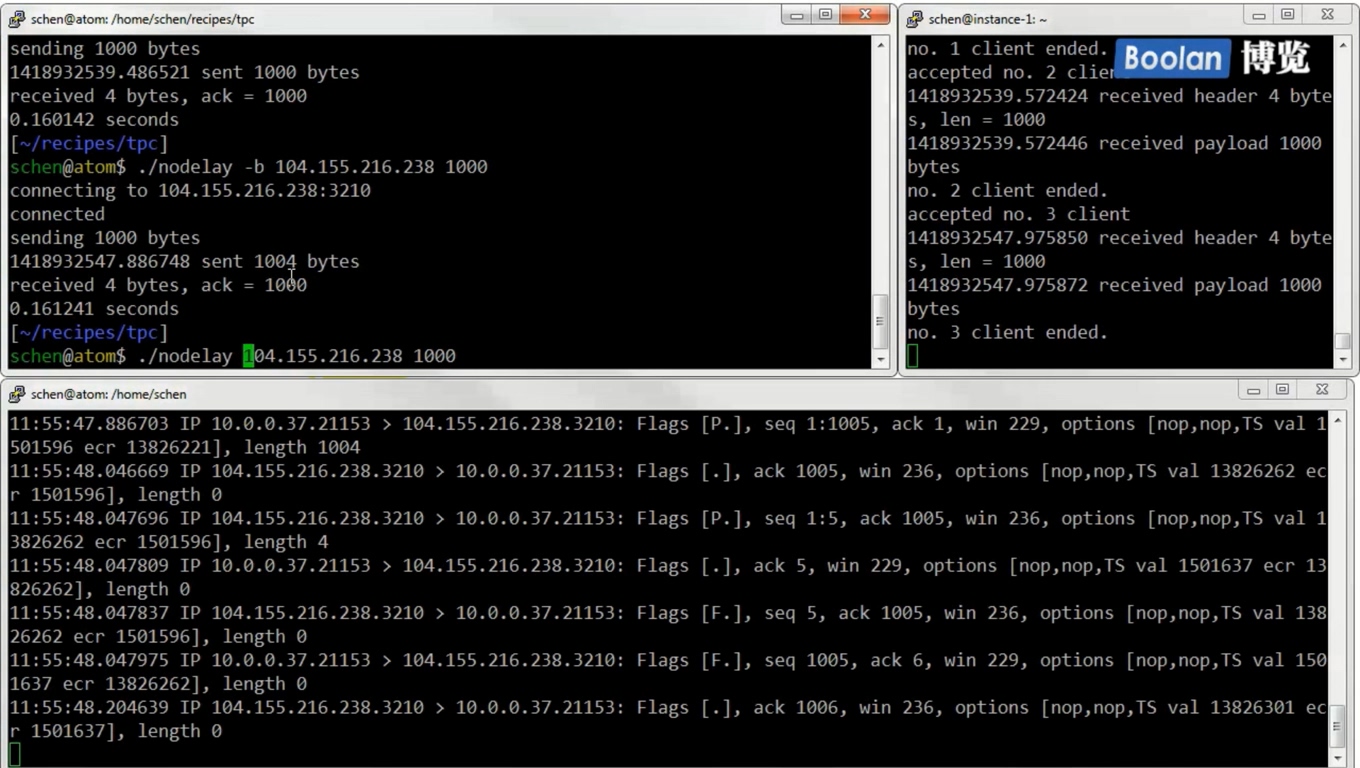 schen@atom: /home/schen/recipes/tpc
sending 1000 bytes
1418932539.486521 sent 1000 bytes
received 4 bytes, ack = 1000
0.160142 seconds
[~/recipes/tpc]
schen@atom$ ./nodelay -b 104.155.216.238 1000
connecting to 104.155.216.238:3210
connected
sending 1000 bytes
1418932547.886748 sent 1004 bytes
received 4 bytes, ack = 1000
0.161241 seconds
[~/recipes/tpc]
schen@atom$ ./nodelay 104.155.216.238 1000
schen@instance-1: ~
Boolan 博览
no. 1 client ended.
accepted no. 2 clien
1418932539.572424 received header 4 byte
s, len = 1000
1418932539.572446 received payload 1000
bytes
no. 2 client ended.
accepted no. 3 client
1418932547.975850 received header 4 byte
s, len = 1000
1418932547.975872 received payload 1000
bytes
no. 3 client ended.
schen@atom: /home/schen
11:55:47.886703 IP 10.0.0.37.21153 > 104.155.216.238.3210: Flags [P.], seq 1:1005, ack 1, win 229, options [nop,nop,TS val 1
501596 ecr 13826221], length 1004
11:55:48.046669 IP 104.155.216.238.3210 > 10.0.0.37.21153: Flags [.], ack 1005, win 236, options [nop,nop,TS val 13826262 ec
r 1501596], length 0
11:55:48.047696 IP 104.155.216.238.3210 > 10.0.0.37.21153: Flags [P.], seq 1:5, ack 1005, win 236, options [nop,nop,TS val 1
3826262 ecr 1501596], length 4
11:55:48.047809 IP 10.0.0.37.21153 > 104.155.216.238.3210: Flags [.], ack 5, win 229, options [nop,nop,TS val 1501637 ecr 13
826262], length 0
11:55:48.047837 IP 104.155.216.238.3210 > 10.0.0.37.21153: Flags [F.], seq 5, ack 1005, win 236, options [nop,nop,TS val 138
26262 ecr 1501596], length 0
11:55:48.047975 IP 10.0.0.37.21153 > 104.155.216.238.3210: Flags [F.], seq 1005, ack 6, win 229, options [nop,nop,TS val 150
1637 ecr 13826262], length 0
11:55:48.204639 IP 104.155.216.238.3210 > 10.0.0.37.21153: Flags [.], ack 1006, win 236, options [nop,nop,TS val 13826301 ec
r 1501637], length 0